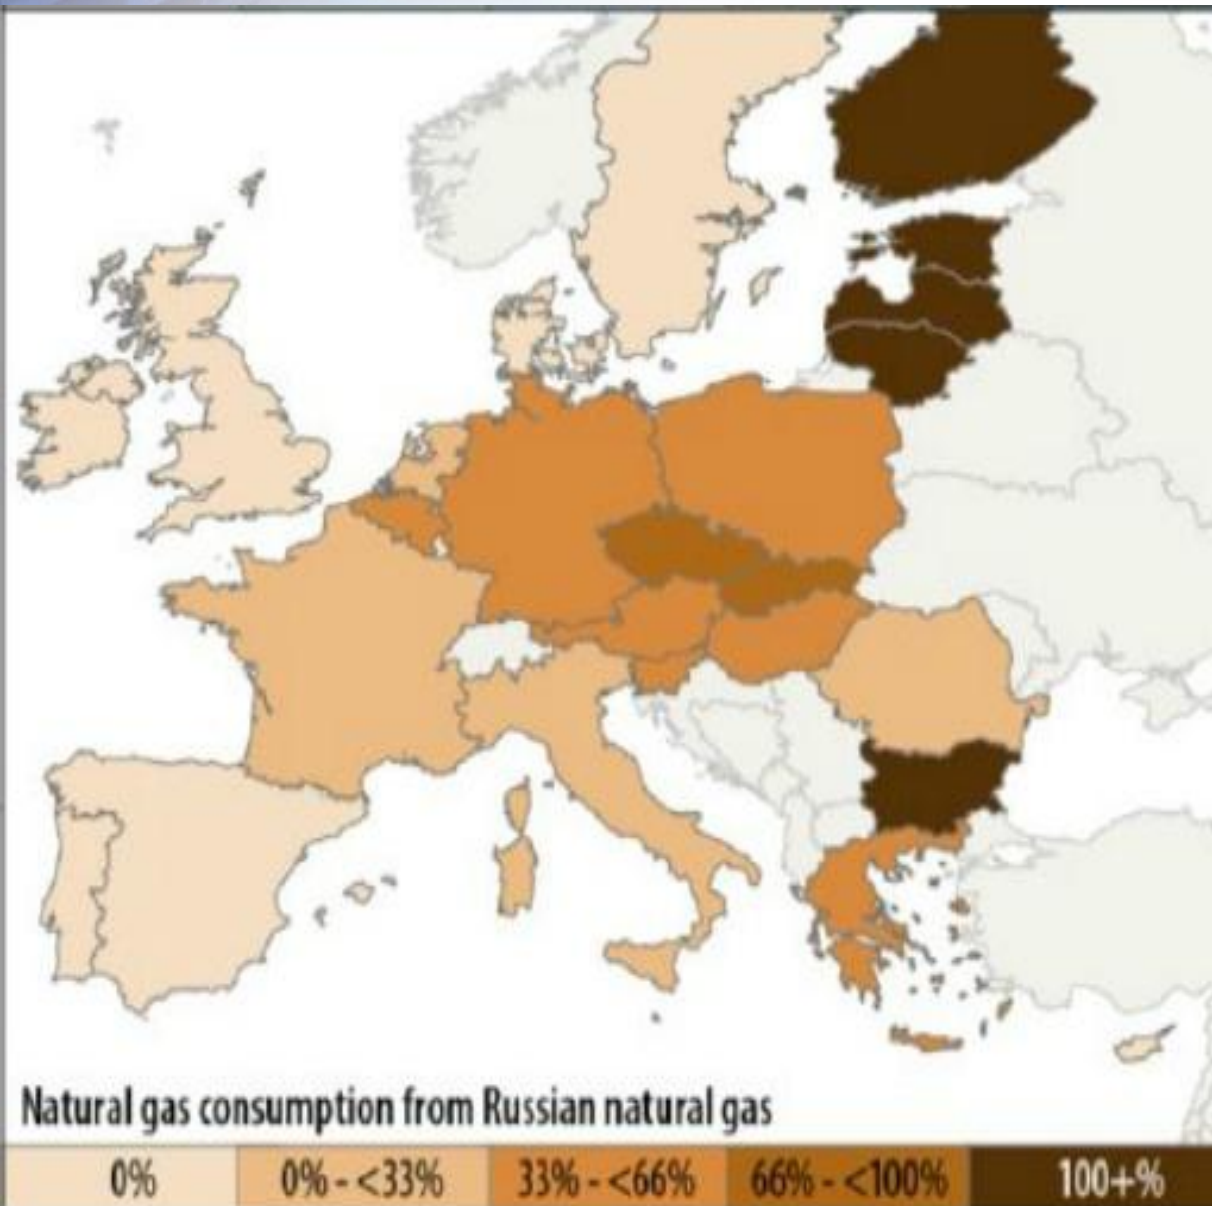 Natural gas consumption from Russian natural gas
0% 0% - <33% 33% - <66% 66% - <100% 100+%